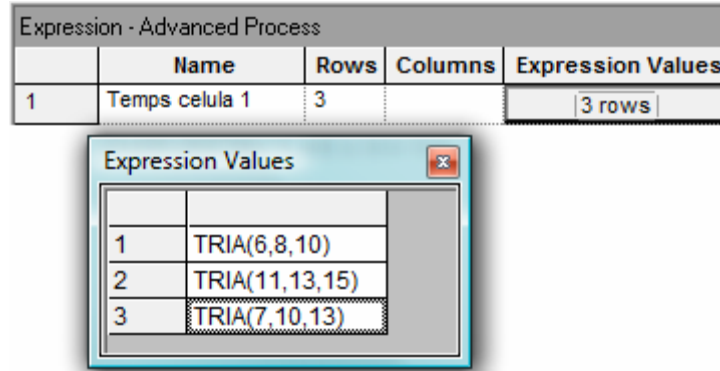 Expression - Advanced Process
Name Rows Columns Expression Values
1 Temps celula 1 3 3 rows
Expression Values
1 TRIA(6,8,10)
2 TRIA(11,13,15)
3 TRIA(7,10,13)